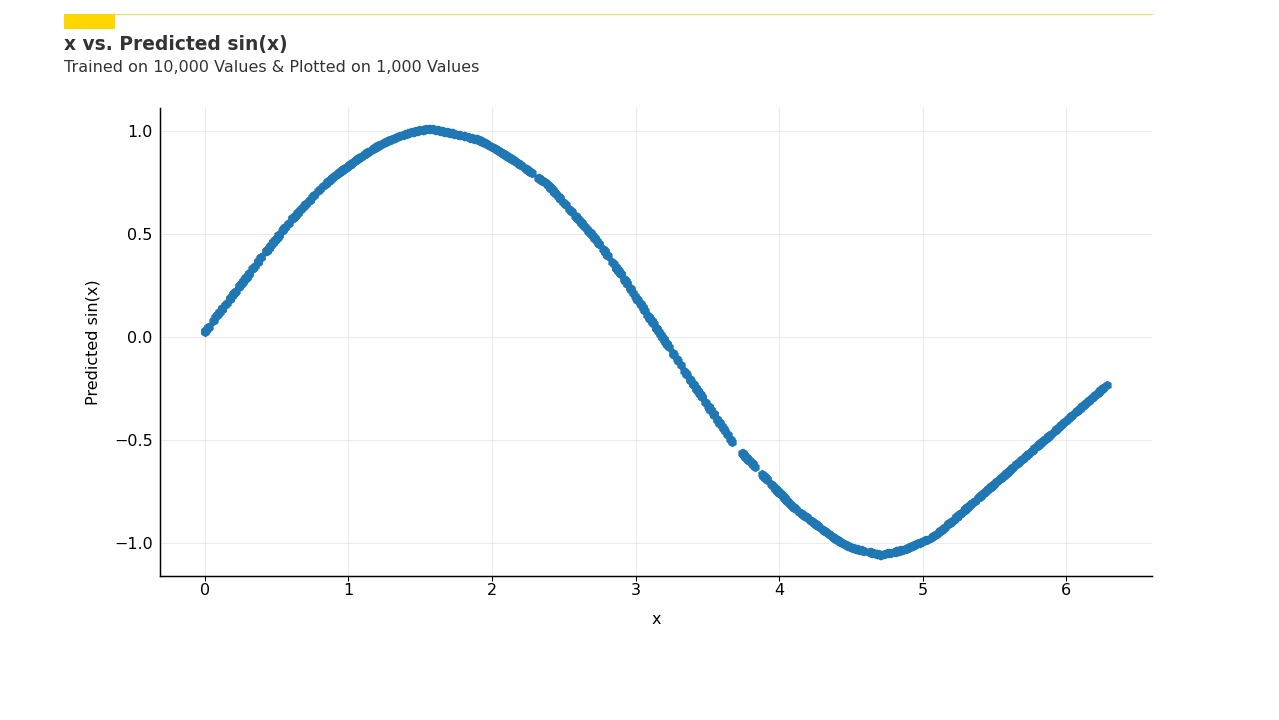 x vs. Predicted sin(x)
Trained on 10,000 Values & Plotted on 1,000 Values
1.0
0.5
0.0
−0.5
−1.0
Predicted sin(x)
0 1 2 3 4 5 6
x